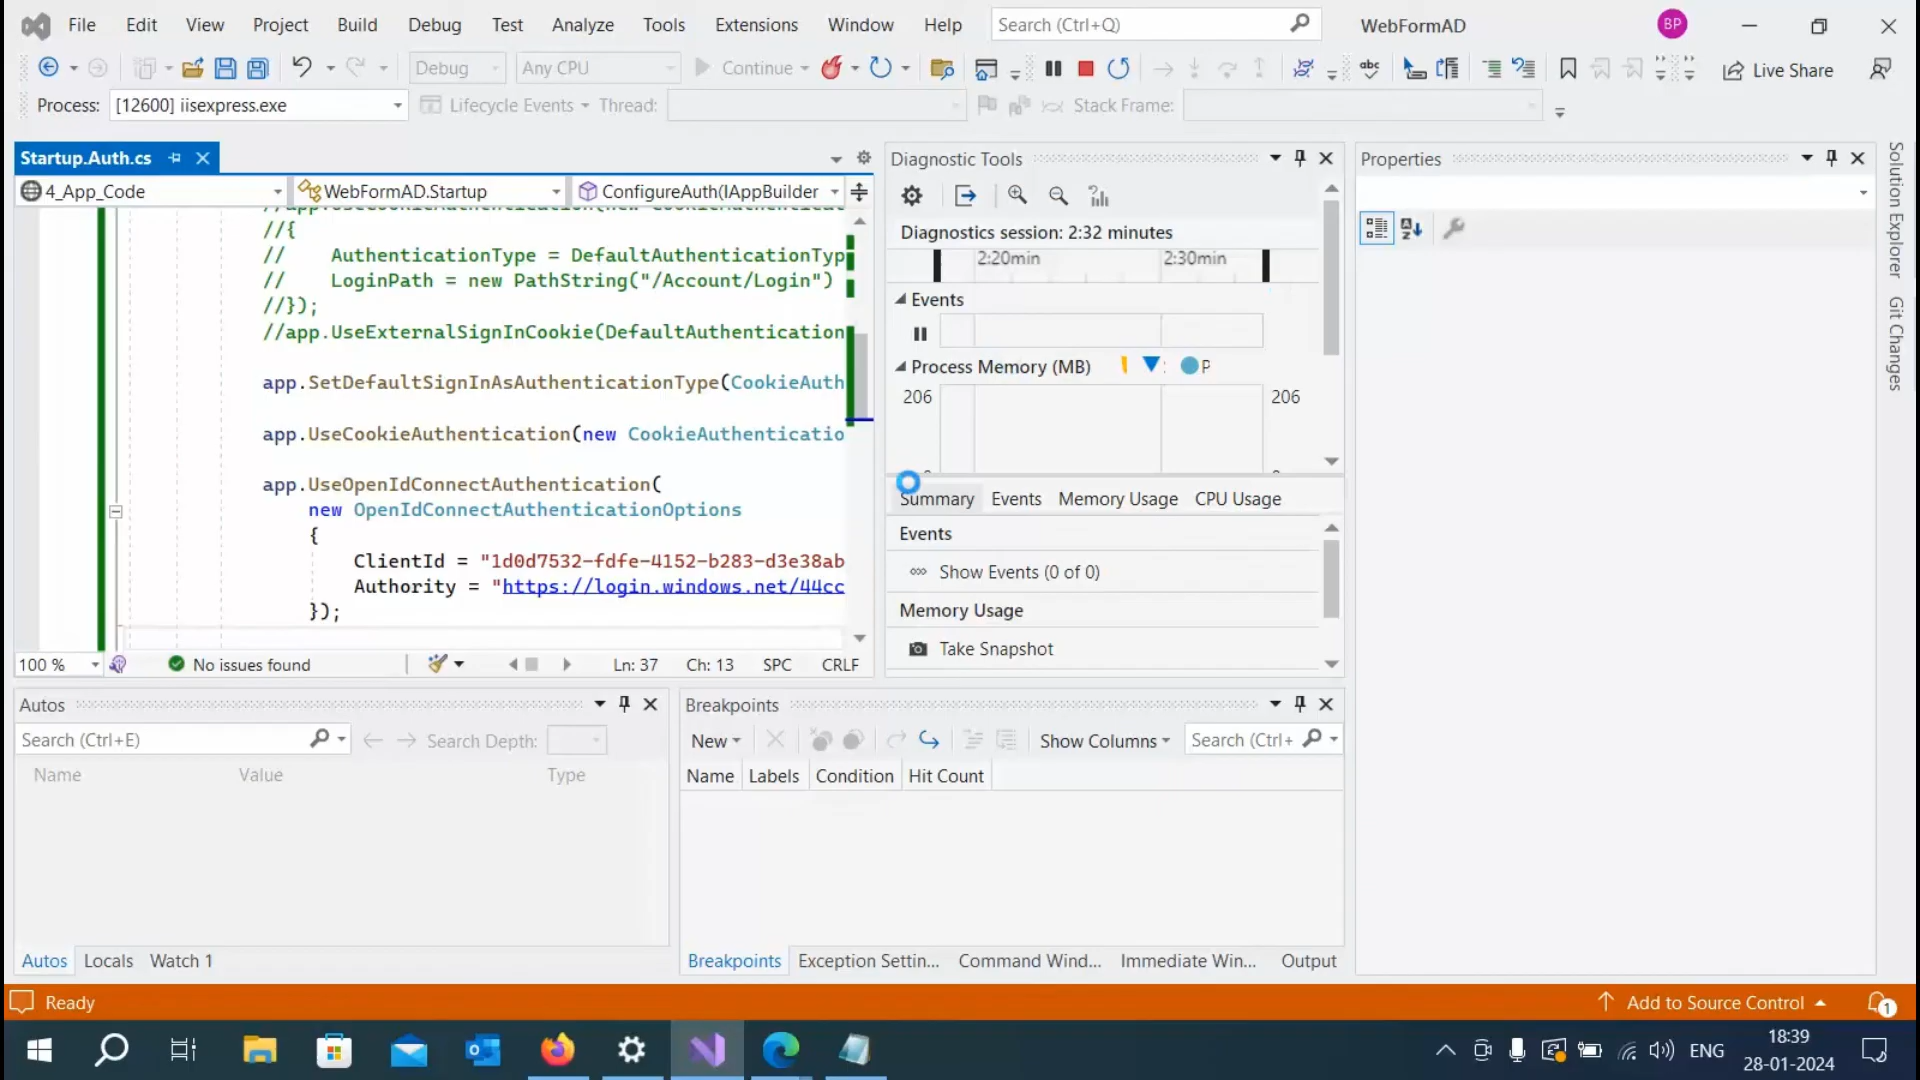 File Edit View Project Build Debug Test Analyze Tools Extensions Window Help Search (Ctrl+Q) WebFormAD BP
Debug Any CPU Continue Live Share
Process: [12600] iisexpress.exe Lifecycle Events Thread: Stack Frame:
Startup.Auth.cs
4_App_Code WebFormAD.Startup ConfigureAuth(IAppBuilder
//app.UseCookieAuthentication(new CookieAuthenticat
//{
// AuthenticationType = DefaultAuthenticationTyp
// LoginPath = new PathString("/Account/Login")
//});
//app.UseExternalSignInCookie(DefaultAuthentication
app.SetDefaultSignInAsAuthenticationType(CookieAuth
app.UseCookieAuthentication(new CookieAuthenticatio
app.UseOpenIdConnectAuthentication(
new OpenIdConnectAuthenticationOptions
{
ClientId = "1d0d7532-fdfe-4152-b283-d3e38ab
Authority = "https://login.windows.net/44cc
});
100 % No issues found Ln: 37 Ch: 13 SPC CRLF
Diagnostic Tools
Diagnostics session: 2:32 minutes
2:20min 2:30min
Events
Process Memory (MB) P
206 206
Summary Events Memory Usage CPU Usage
Events
Show Events (0 of 0)
Memory Usage
Take Snapshot
Properties
Solution Explorer
Git Changes
Autos
Search (Ctrl+E) Search Depth:
Name Value Type
Autos Locals Watch 1
Breakpoints
New Show Columns Search (Ctrl+
Name Labels Condition Hit Count
Breakpoints Exception Settin... Command Wind... Immediate Win... Output
Ready Add to Source Control 1
ENG 18:39
28-01-2024